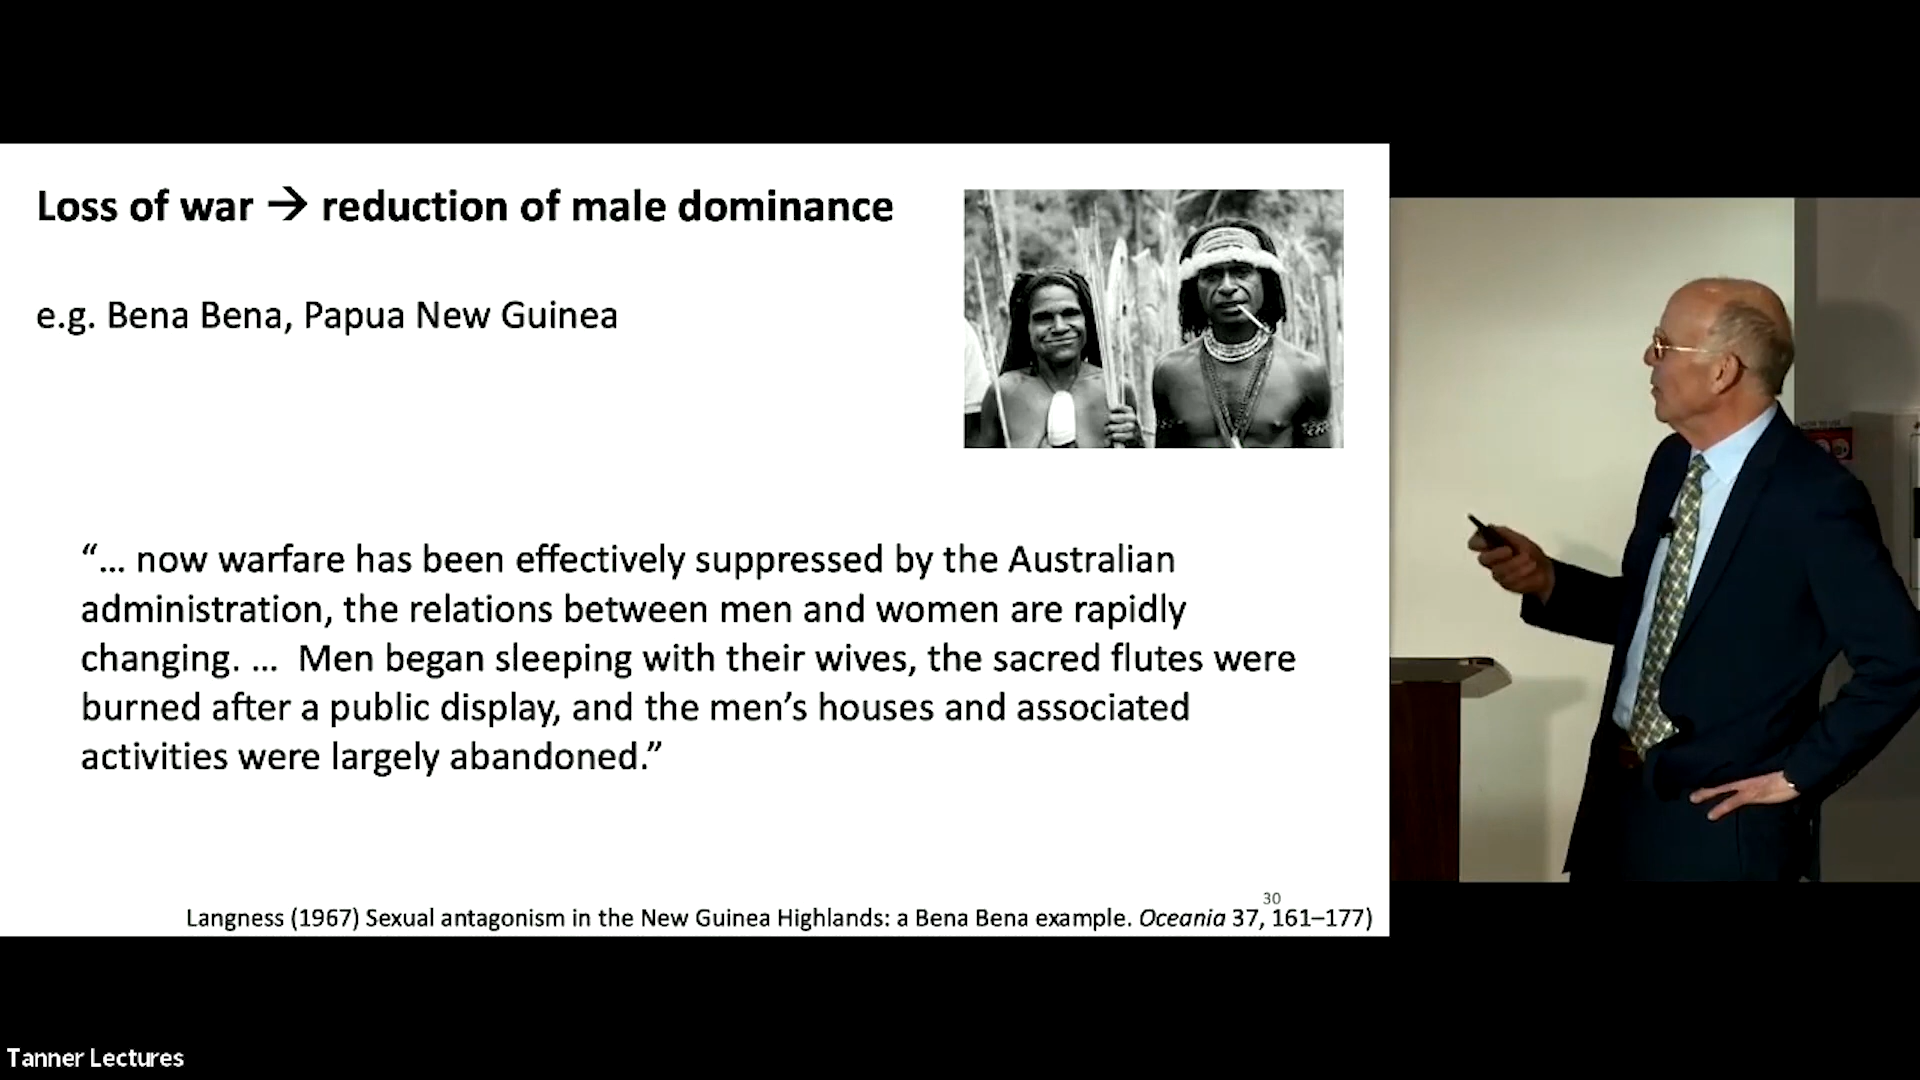 Loss of war → reduction of male dominance
e.g. Bena Bena, Papua New Guinea
“... now warfare has been effectively suppressed by the Australian
administration, the relations between men and women are rapidly
changing. ...  Men began sleeping with their wives, the sacred flutes were
burned after a public display, and the men’s houses and associated
activities were largely abandoned.”
30
Langness (1967) Sexual antagonism in the New Guinea Highlands: a Bena Bena example. Oceania 37, 161–177)
Tanner Lectures